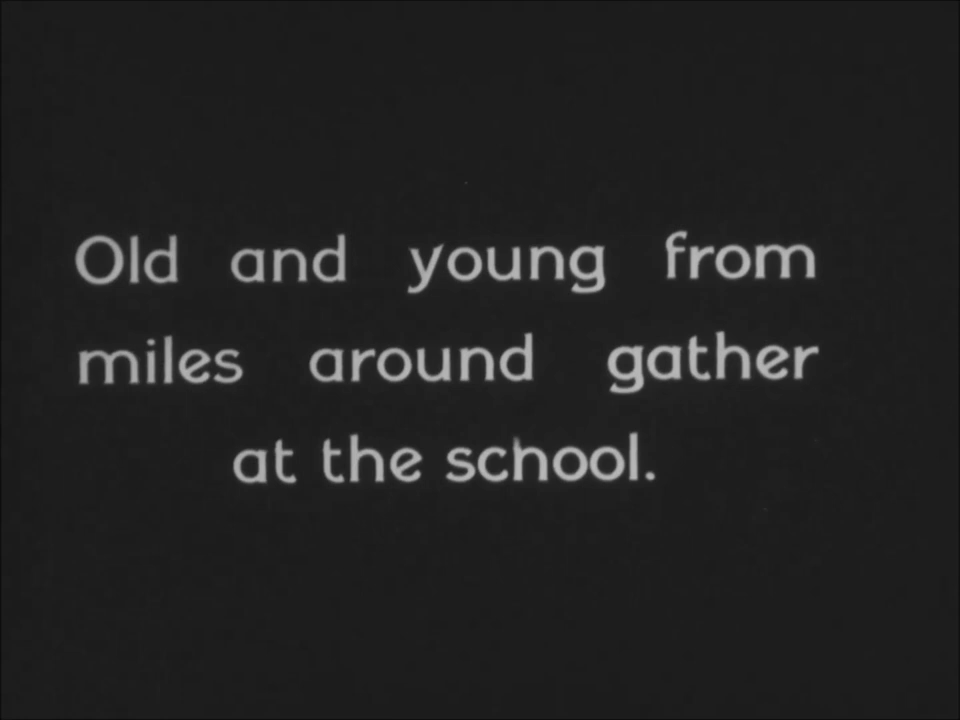 Old and young from
miles around gather
at the school.